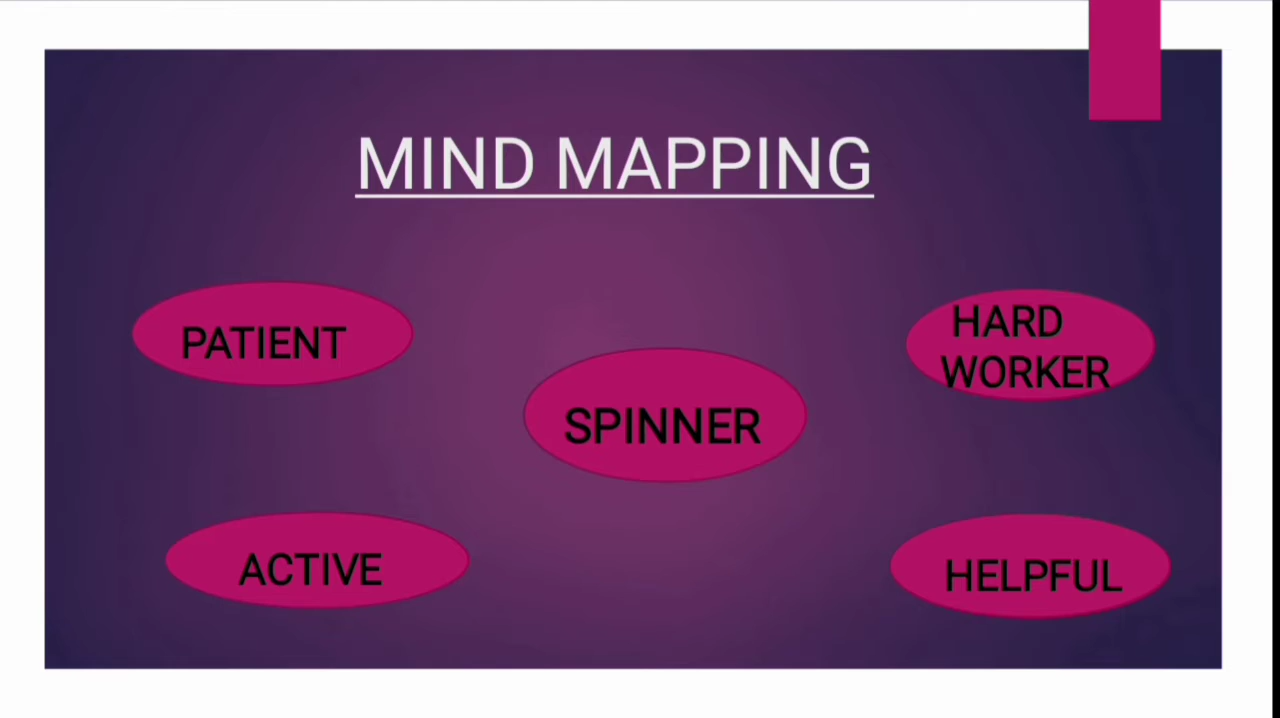 MIND MAPPING
PATIENT
HARD
WORKER
SPINNER
ACTIVE
HELPFUL